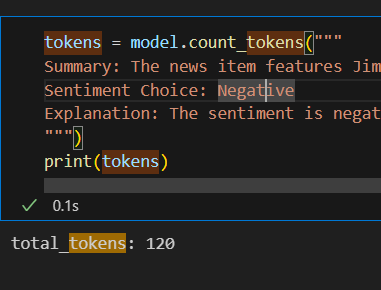 tokens = model.count_tokens("""
Summary: The news item features Jim
Sentiment Choice: Negative
Explanation: The sentiment is negat
""")
print(tokens)
0.1s
total_tokens: 120